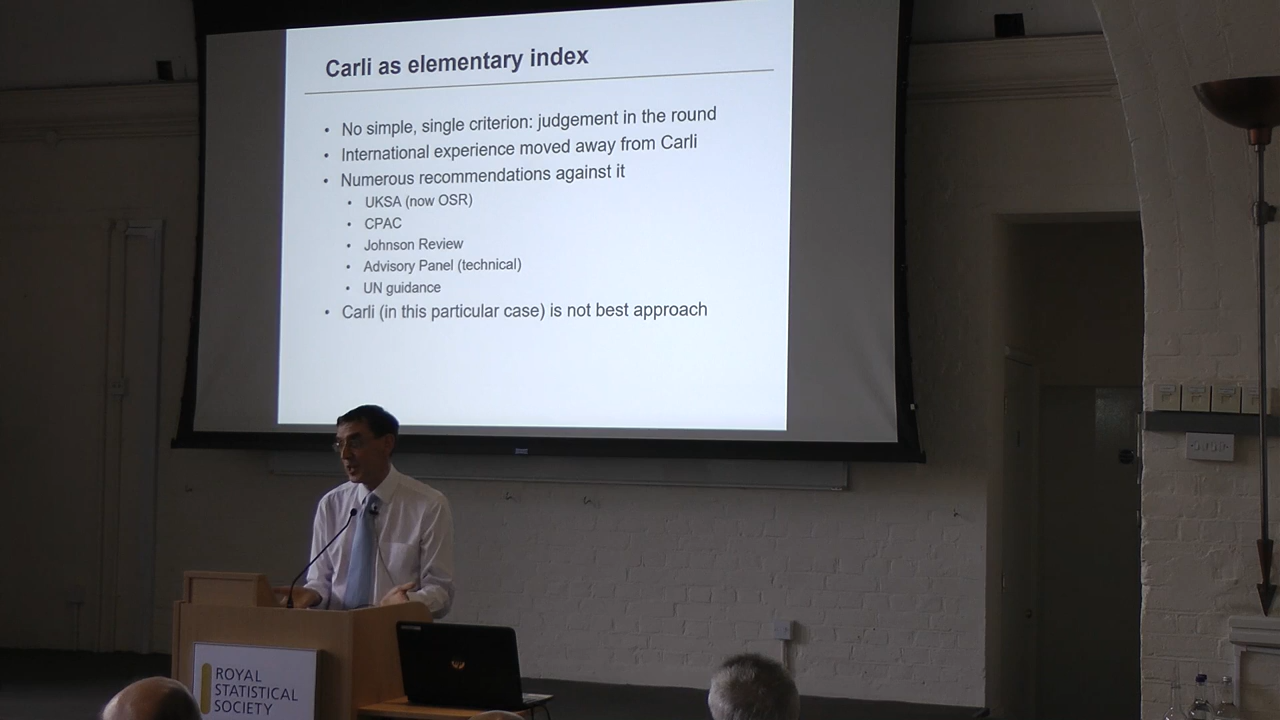 Carli as elementary index
• No simple, single criterion: judgement in the round
• International experience moved away from Carli
• Numerous recommendations against it
• UKSA (now OSR)
• CPAC
• Johnson Review
• Advisory Panel (technical)
• UN guidance
• Carli (in this particular case) is not best approach
ROYAL
STATISTICAL
SOCIETY